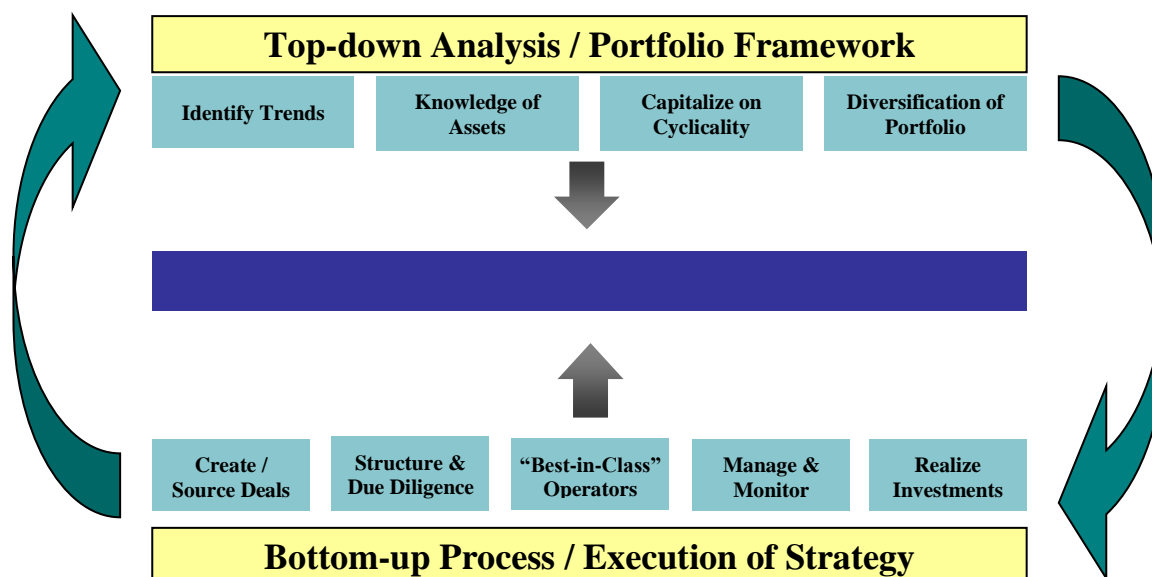 Top-down Analysis / Portfolio Framework
Identify Trends
Knowledge of
Assets
Capitalize on
Cyclicality
Diversification of
Portfolio
Create /
Source Deals
Structure &
Due Diligence
“Best-in-Class”
Operators
Manage &
Monitor
Realize
Investments
Bottom-up Process / Execution of Strategy